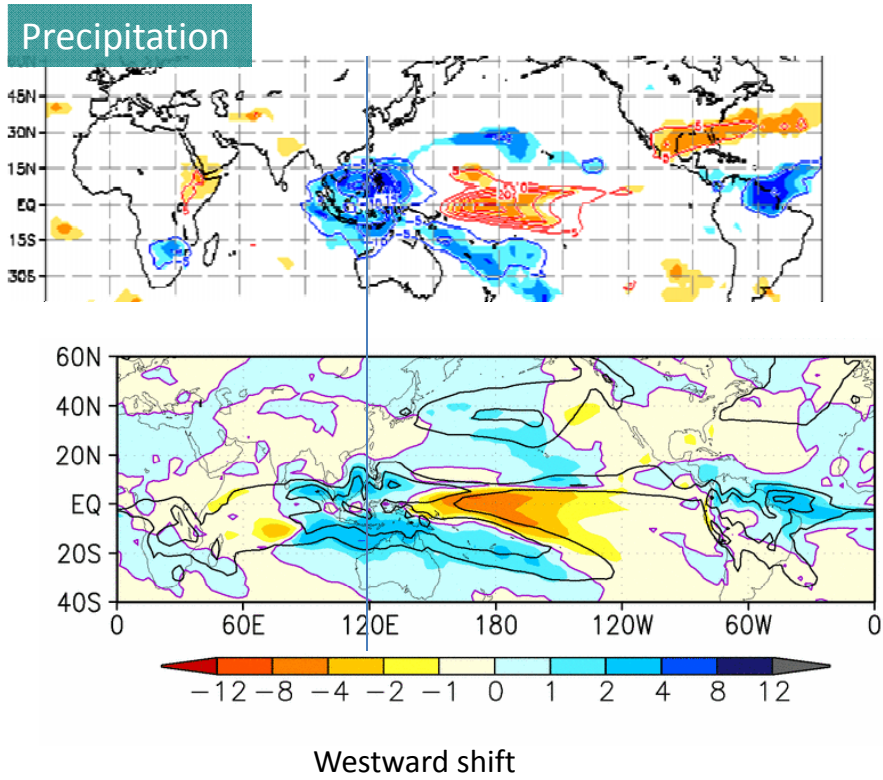 Precipitation
60N
45N
30N
15N
EQ
15S
30S
60N
40N
20N
EQ
20S
40S
0 60E 120E 180 120W 60W 0
−12 −8 −4 −2 −1 0 1 2 4 8 12
Westward shift